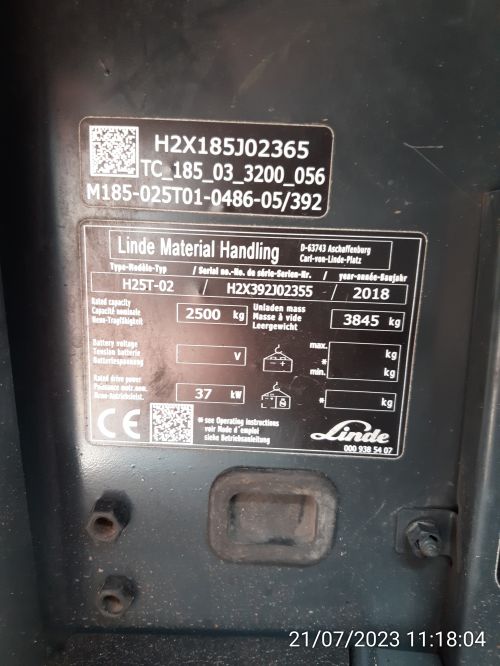 H2X185J02365
TC_185_03_3200_056
M185-025T01-0486-05/392
Linde Material Handling
D-63743 Aschaffenburg
Carl-von-Linde-Platz
Type-Modèle-Typ / Serial no.-No. de série-Serien-Nr. / year-année-Baujahr
H25T-02 / H2X392J02355 / 2018
Rated capacity
Capacité nominale
Nenn-Tragfähigkeit
2500 kg
Unladen mass
Masse à vide
Leergewicht
3845 kg
Battery voltage
Tension batterie
Batteriespannung
V
max. kg
*
min. kg
Rated drive power
Puissance motr.nom.
Nenn-Antriebsleist.
37 kW
* kg
CE
* see Operating instructions
voir Mode d'emploi
siehe Betriebsanleitung
Linde
000 938 54 07
21/07/2023 11:18:04